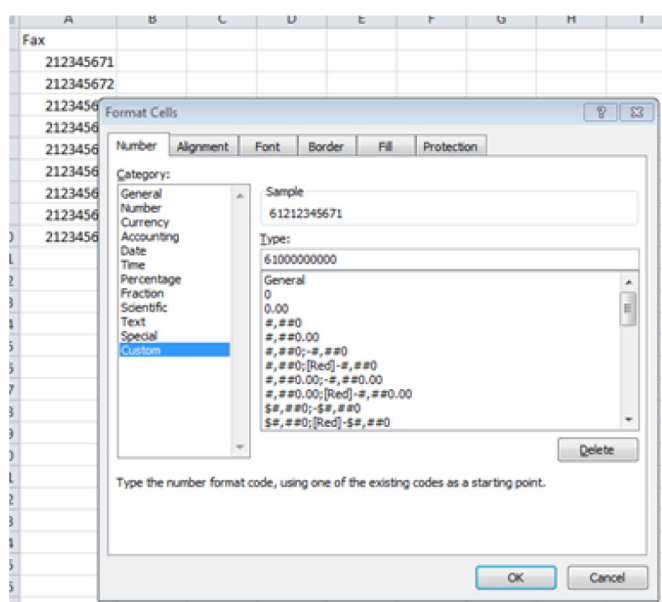 A B C D E F G H I
Fax
212345671
212345672
2123456
2123456
2123456
2123456
2123456
2123456
2123456
Format Cells
Number Alignment Font Border Fill Protection
Category:
General
Number
Currency
Accounting
Date
Time
Percentage
Fraction
Scientific
Text
Special
Custom
Sample
61212345671
Type:
61000000000
General
0
0.00
#,##0
#,##0.00
#,##0;-#,##0
#,##0;[Red]-#,##0
#,##0.00;-#,##0.00
#,##0.00;[Red]-#,##0.00
$#,##0;-$#,##0
$#,##0;[Red]-$#,##0
Delete
Type the number format code, using one of the existing codes as a starting point.
OK Cancel